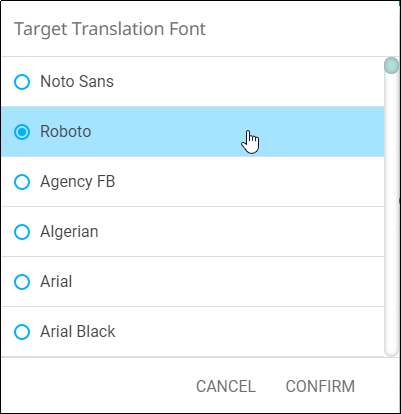 Target Translation Font
Noto Sans
Roboto
Agency FB
Algerian
Arial
Arial Black
CANCEL CONFIRM